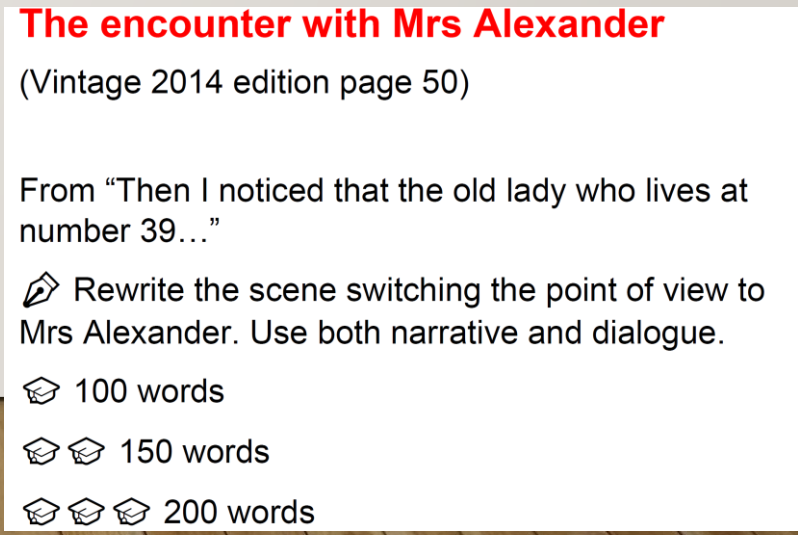 The encounter with Mrs Alexander
(Vintage 2014 edition page 50)
From “Then I noticed that the old lady who lives at
number 39…”
Rewrite the scene switching the point of view to
Mrs Alexander. Use both narrative and dialogue.
100 words
150 words
200 words